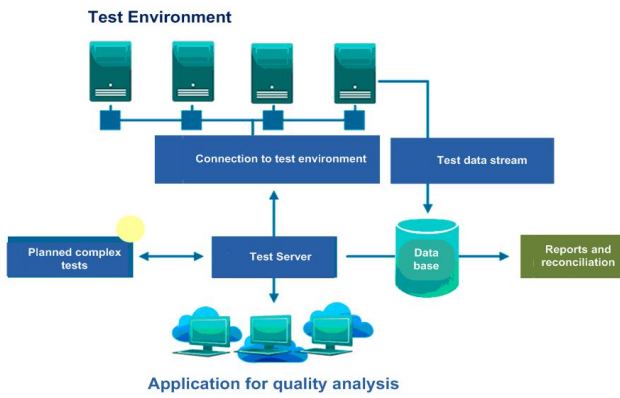 Test Environment
Connection to test environment
Test data stream
Planned complex
tests
Test Server
Data
base
Reports and
reconciliation
Application for quality analysis